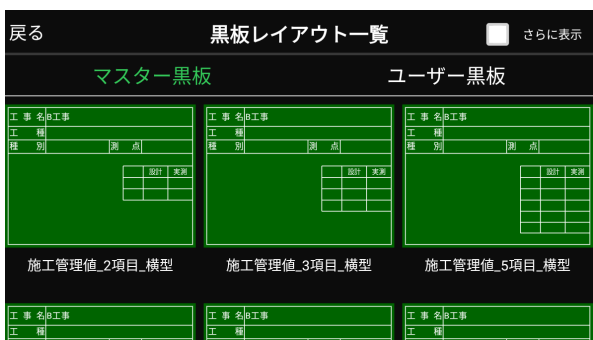 戻る 黒板レイアウト一覧 さらに表示
マスター黒板 ユーザー黒板
工事名 B工事 工事名 B工事 工事名 B工事
工種 工種 工種
種別 測点 種別 測点 種別 測点
設計 実測 設計 実測 設計 実測
施工管理値_2項目_横型 施工管理値_3項目_横型 施工管理値_5項目_横型
工事名 B工事 工事名 B工事 工事名 B工事
工種 工種 工種